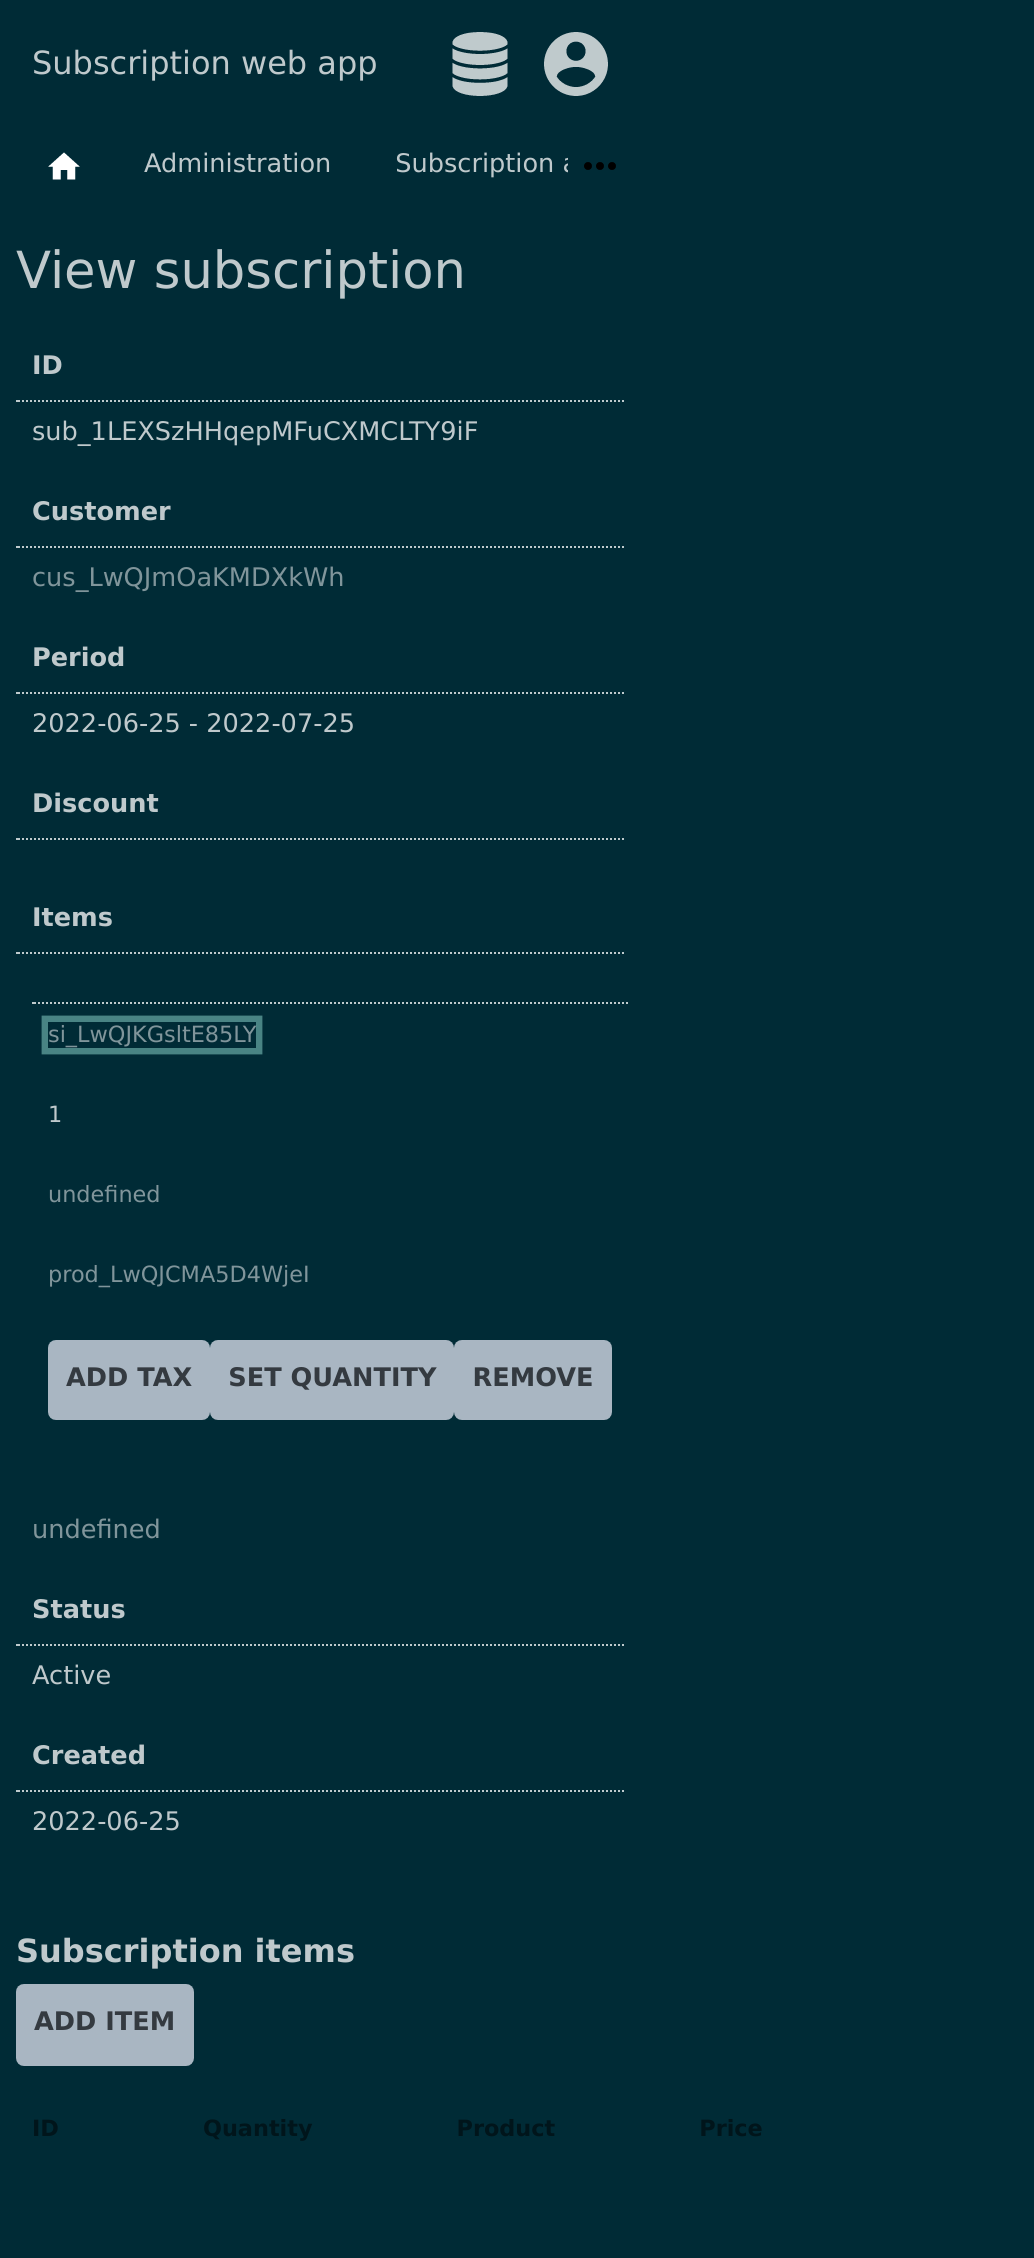 Subscription web app
Administration
Subscription a
View subscription
ID
sub_1LEXSzHHqepMFuCXMCLTY9iF
Customer
cus_LwQJmOaKMDXkWh
Period
2022-06-25 - 2022-07-25
Discount
Items
si_LwQJKGsltE85LY
1
undefined
prod_LwQJCMA5D4WjeI
ADD TAX SET QUANTITY REMOVE
undefined
Status
Active
Created
2022-06-25
Subscription items
ADD ITEM
ID Quantity Product Price